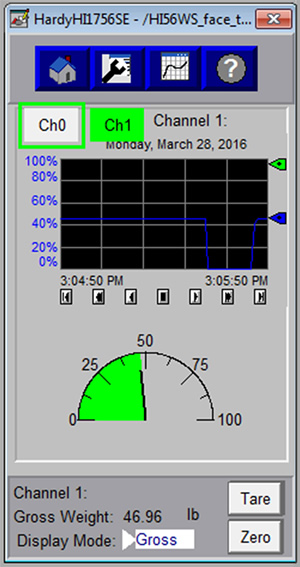 HardyHI1756SE - /HI56WS_face_t...
?
Ch0 Ch1 Channel 1:
Monday, March 28, 2016
100%
80%
60%
40%
20%
0%
3:04:50 PM 3:05:50 PM
50
25 75
0 100
Channel 1:
Gross Weight: 46.96 lb
Display Mode: Gross
Tare
Zero